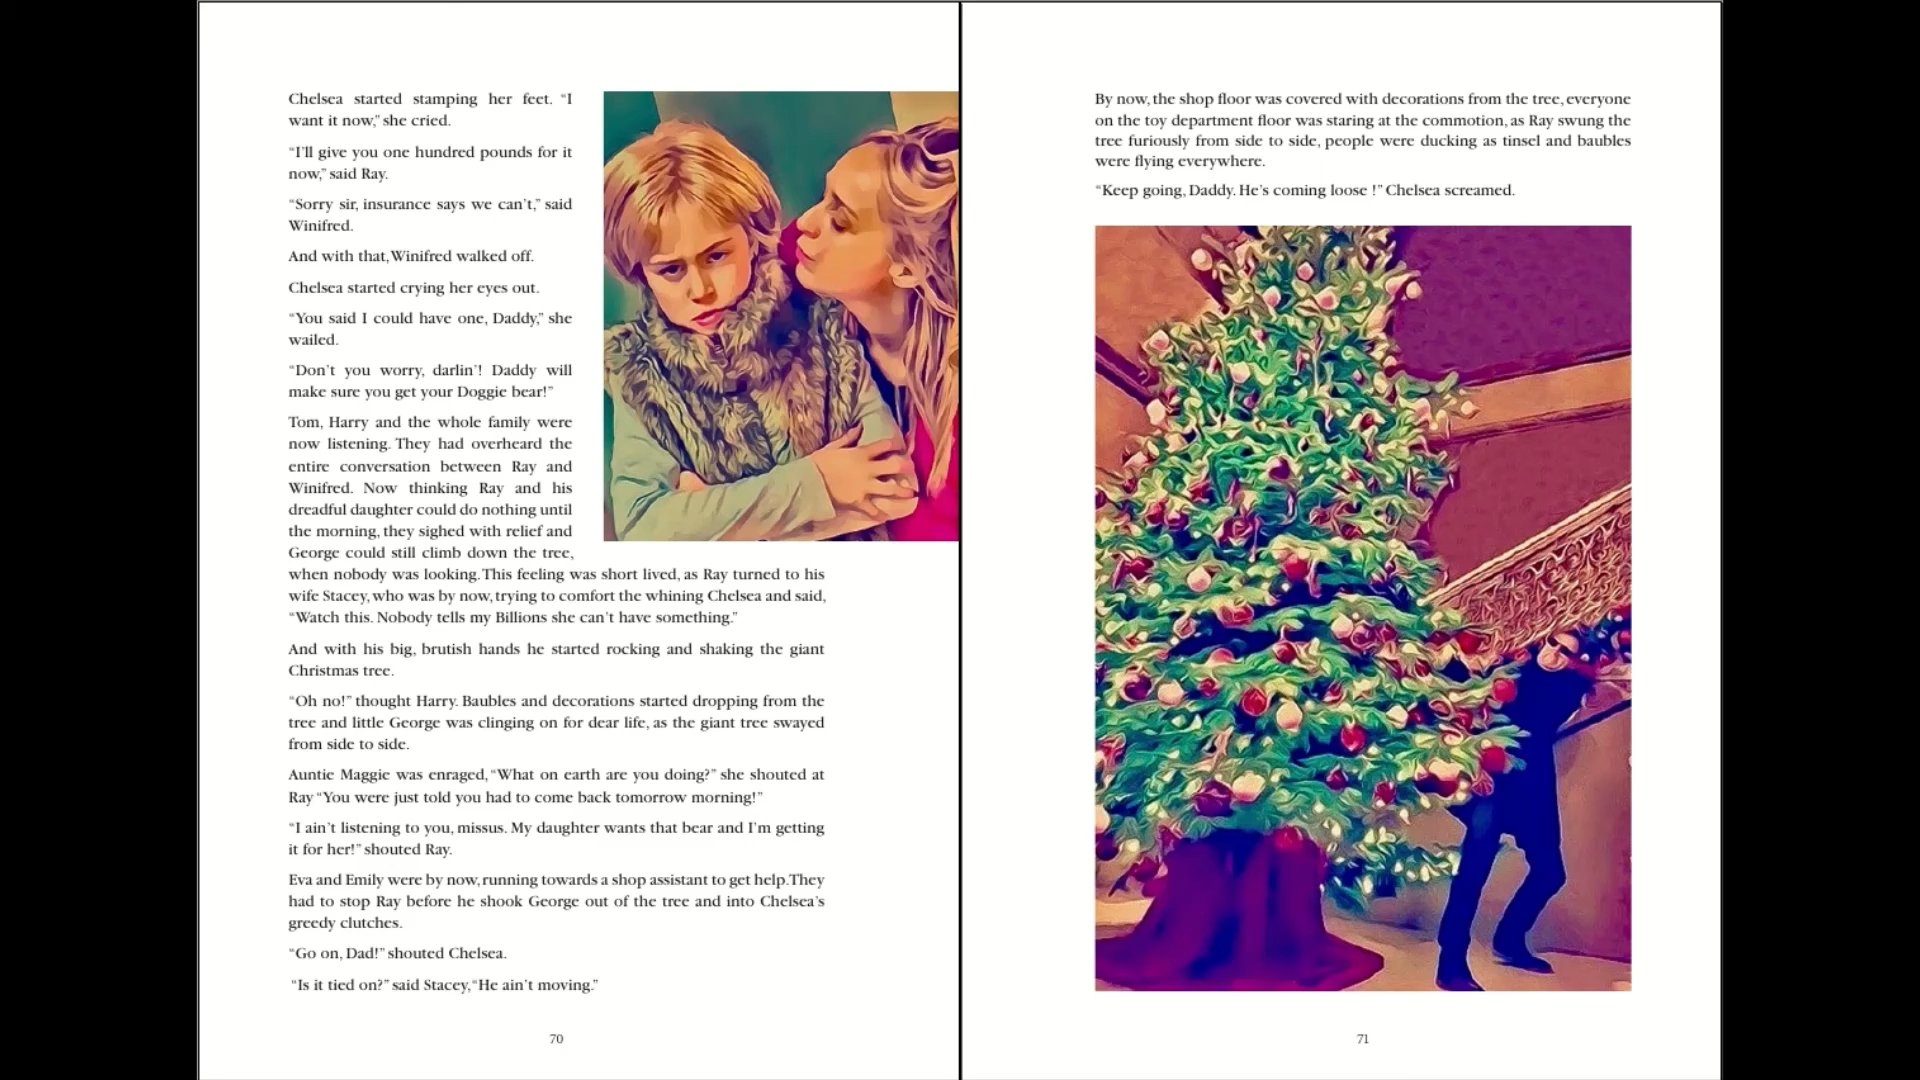 Chelsea started stamping her feet. “I
want it now,” she cried.
“I’ll give you one hundred pounds for it
now,” said Ray.
“Sorry sir, insurance says we can’t,” said
Winifred.
And with that, Winifred walked off.
Chelsea started crying her eyes out.
“You said I could have one, Daddy,” she
wailed.
“Don’t you worry, darlin’! Daddy will
make sure you get your Doggie bear!”
Tom, Harry and the whole family were
now listening. They had overheard the
entire conversation between Ray and
Winifred. Now thinking Ray and his
dreadful daughter could do nothing until
the morning, they sighed with relief and
George could still climb down the tree,
when nobody was looking. This feeling was short lived, as Ray turned to his
wife Stacey, who was by now, trying to comfort the whining Chelsea and said,
“Watch this. Nobody tells my Billions she can’t have something.”
And with his big, brutish hands he started rocking and shaking the giant
Christmas tree.
“Oh no!” thought Harry. Baubles and decorations started dropping from the
tree and little George was clinging on for dear life, as the giant tree swayed
from side to side.
Auntie Maggie was enraged, “What on earth are you doing?” she shouted at
Ray “You were just told you had to come back tomorrow morning!”
“I ain’t listening to you, missus. My daughter wants that bear and I’m getting
it for her!” shouted Ray.
Eva and Emily were by now, running towards a shop assistant to get help.They
had to stop Ray before he shook George out of the tree and into Chelsea’s
greedy clutches.
“Go on, Dad!” shouted Chelsea.
“Is it tied on?” said Stacey, “He ain’t moving.”
70
By now, the shop floor was covered with decorations from the tree, everyone
on the toy department floor was staring at the commotion, as Ray swung the
tree furiously from side to side, people were ducking as tinsel and baubles
were flying everywhere.
“Keep going, Daddy. He’s coming loose !” Chelsea screamed.
71